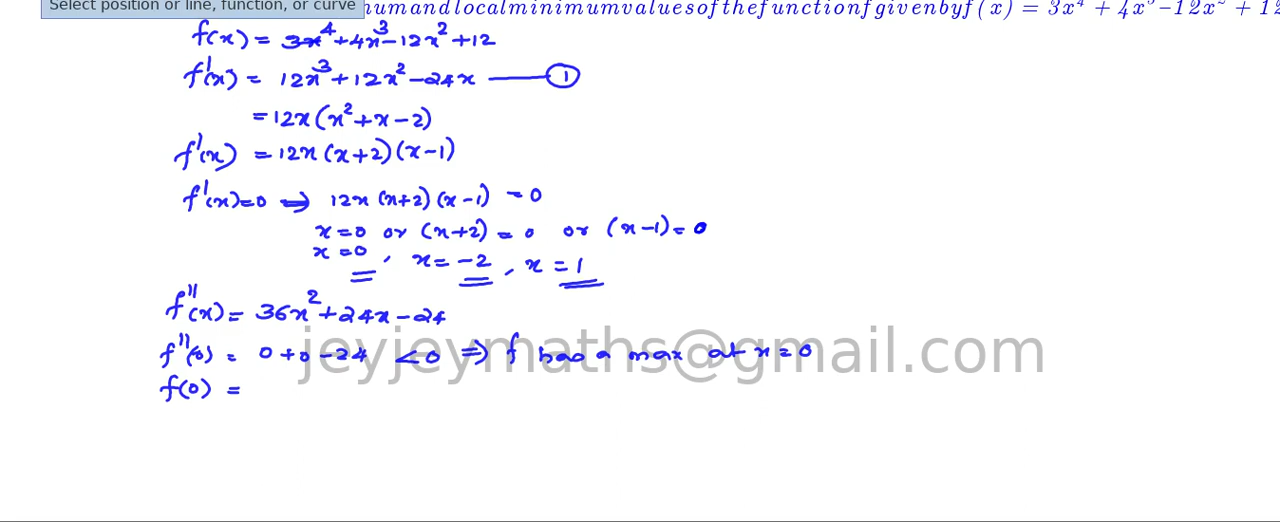 Select position or line, function, or curve
numandlocalminimumvaluesofthefunctionfgivenbyf(x) = 3x⁴ + 4x³ – 12x² + 12
f(x) = 3x⁴+4x³-12x²+12
f'(x) = 12x³+12x²-24x —— ①
=12x(x²+x-2)
f'(x) =12x(x+2)(x-1)
f'(x)=0 ⇒ 12x(x+2)(x-1) =0
x=0 or (x+2)=0 or (x-1)=0
x=0, x=-2, x=1
f''(x)= 36x²+24x-24
f''(0)= 0+0-24 <0 ⇒ f has a max at x=0
jeyjeymaths@gmail.com
f(0) =